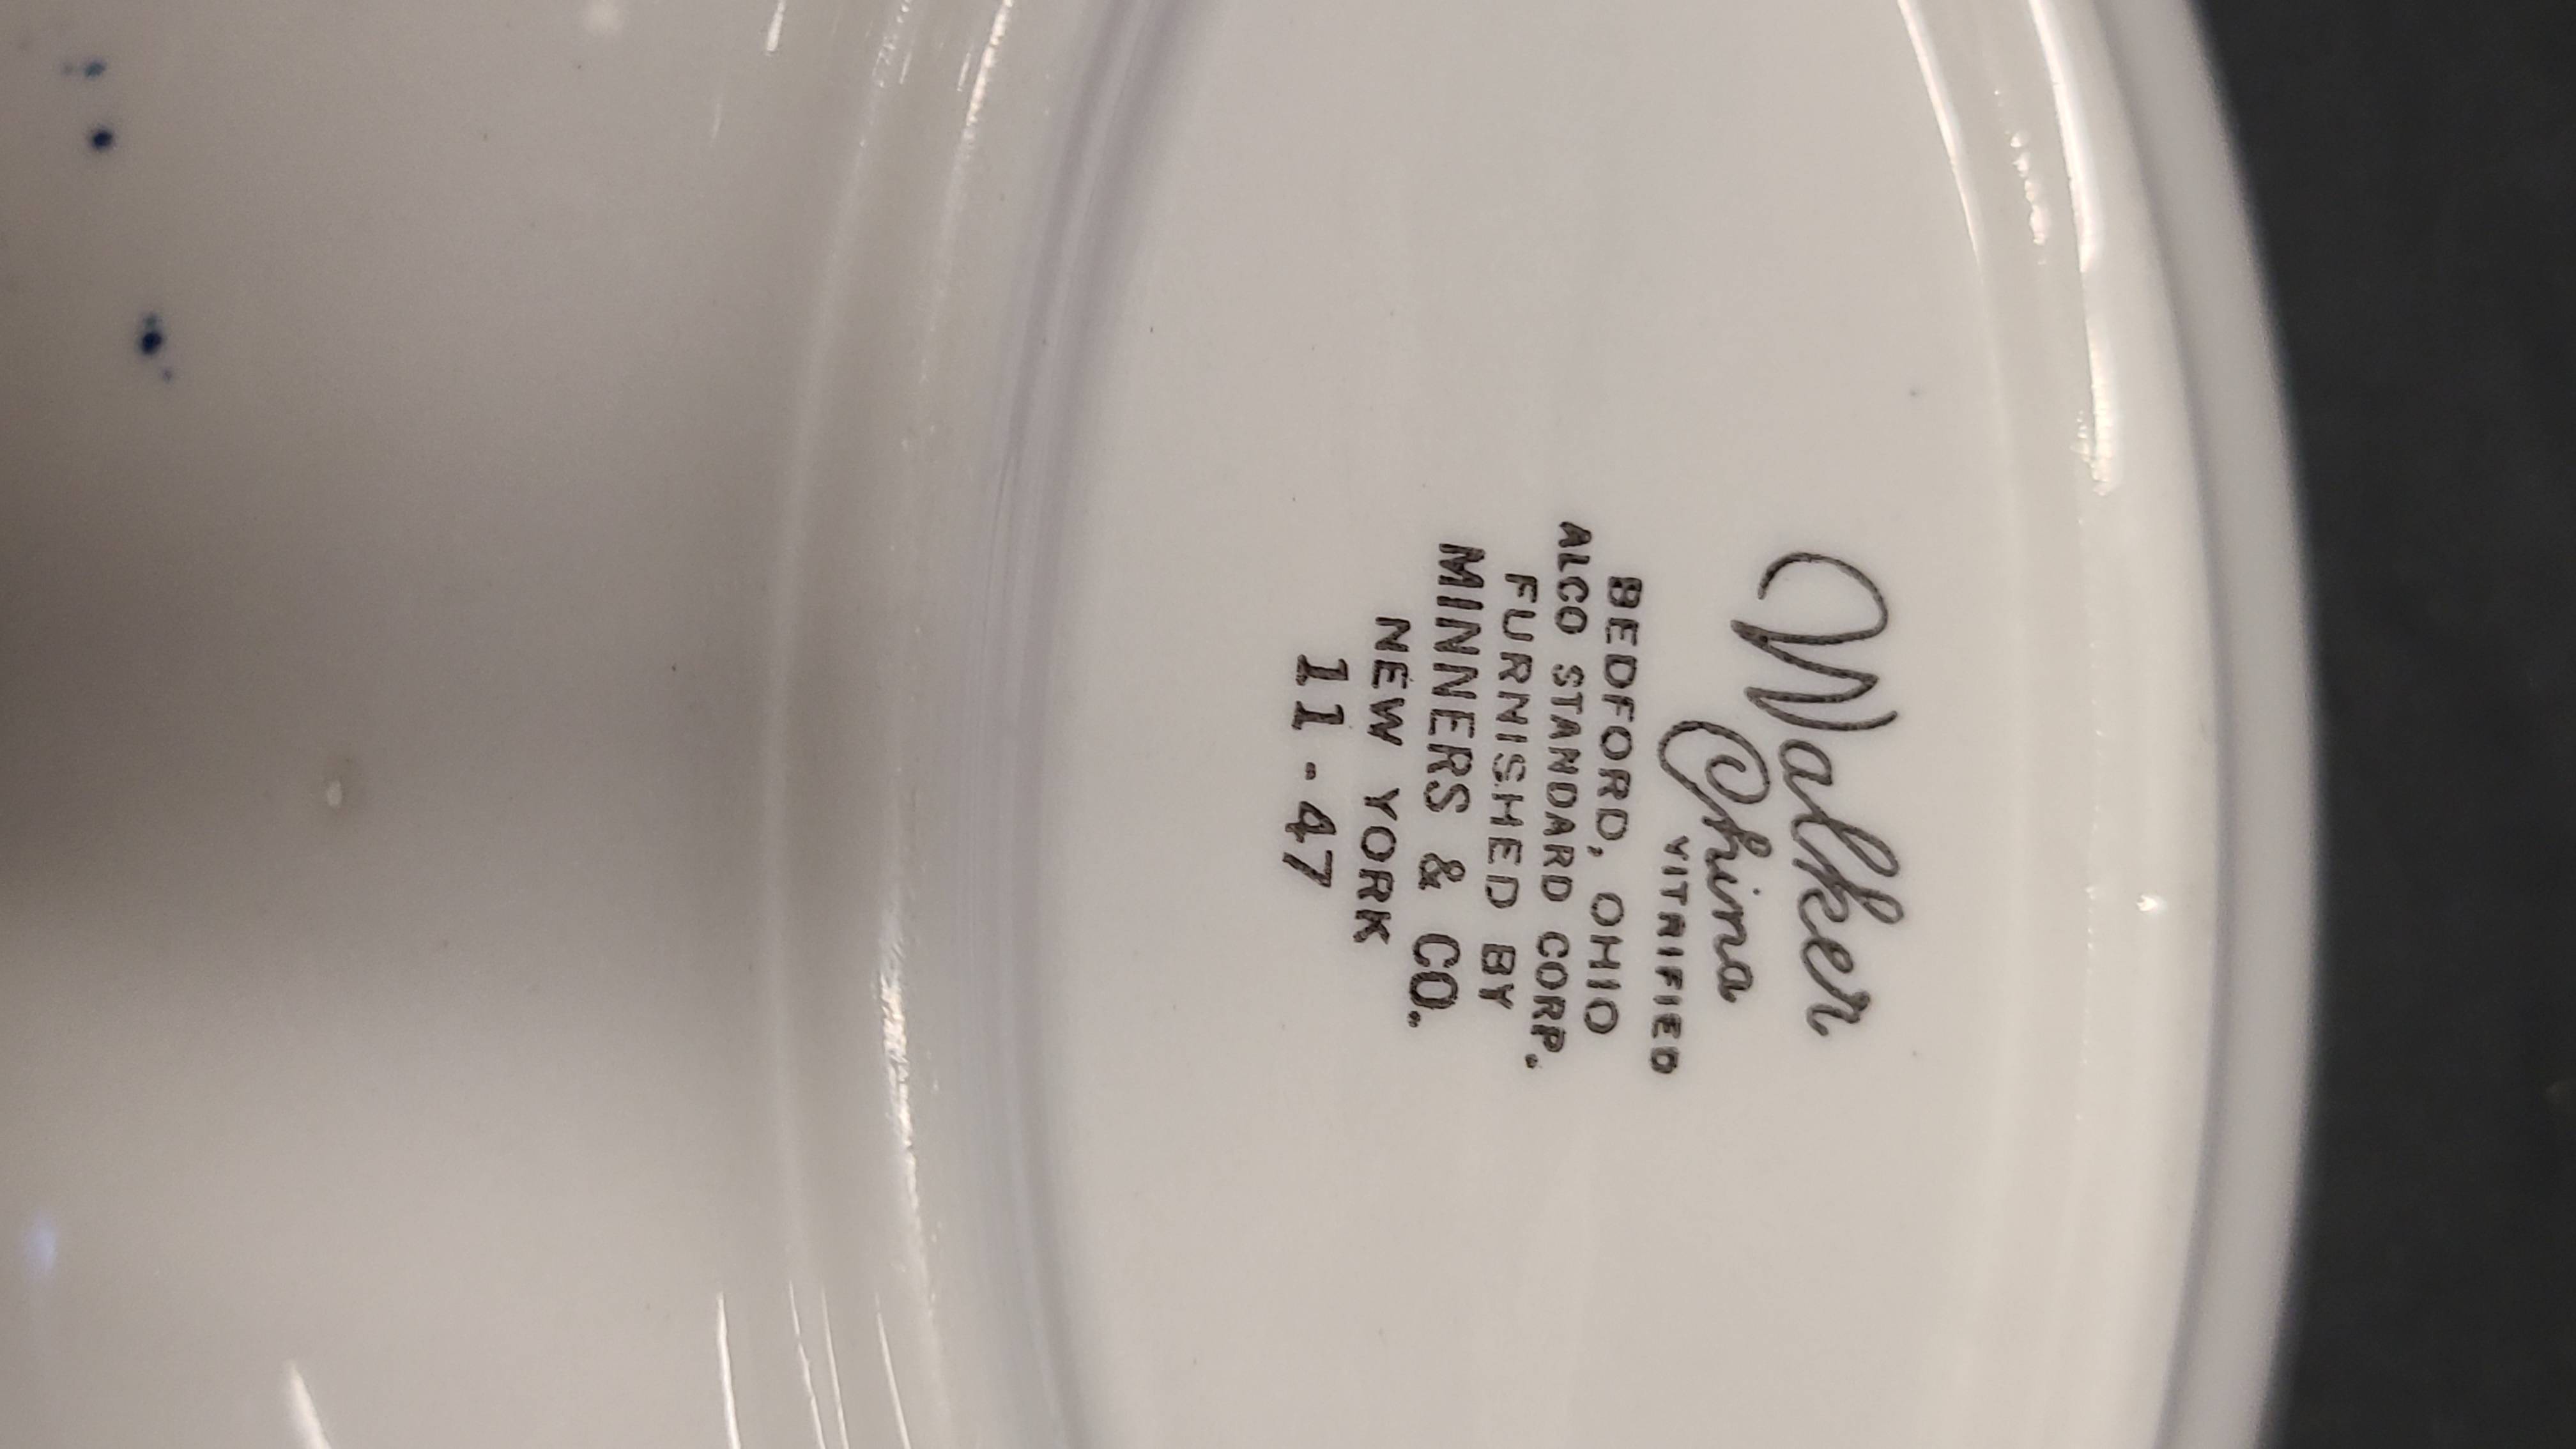 Walker
China
VITRIFIED
BEDFORD, OHIO
ALCO STANDARD CORP.
FURNISHED BY
MINNERS & CO.
NEW YORK
11-47